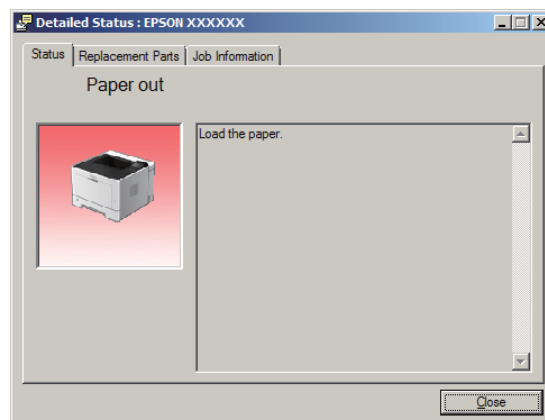 Detailed Status : EPSON XXXXXX
Status Replacement Parts Job Information
Paper out
Load the paper.
Close